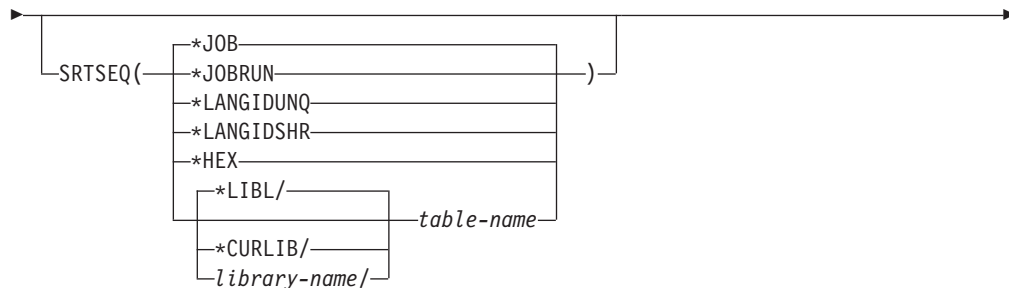 *JOB
SRTSEQ( *JOBRUN )
*LANGIDUNQ
*LANGIDSHR
*HEX
*LIBL/
table-name
*CURLIB/
library-name/